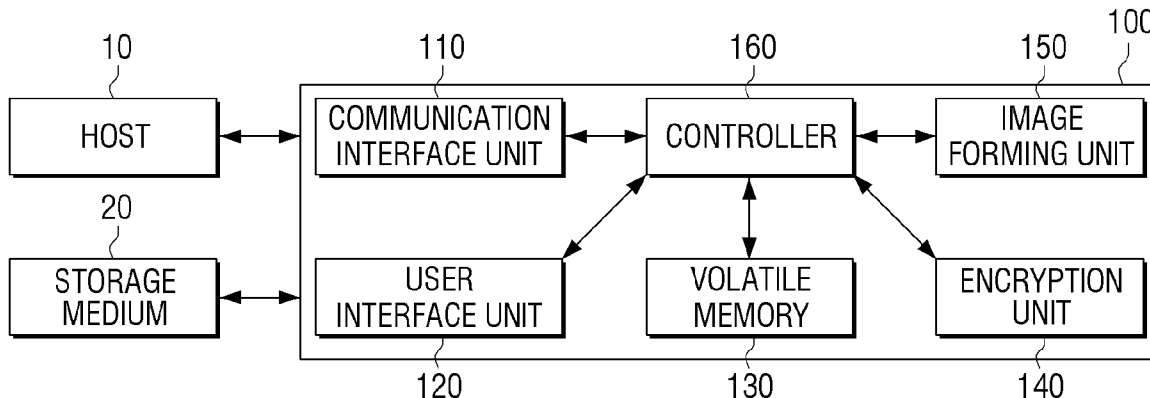 100
10
110
160
150
HOST
COMMUNICATION
INTERFACE UNIT
CONTROLLER
IMAGE
FORMING UNIT
20
STORAGE
MEDIUM
USER
INTERFACE UNIT
VOLATILE
MEMORY
ENCRYPTION
UNIT
120
130
140